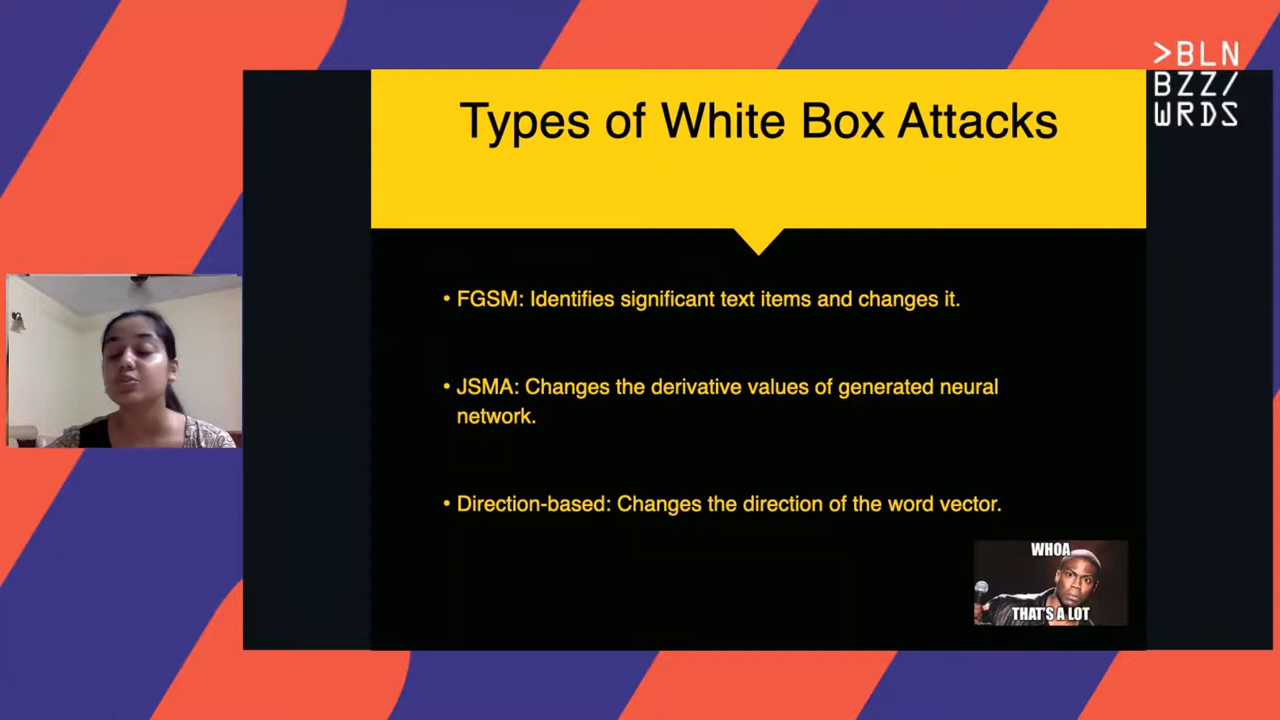 >BLN
BZZ/
WRDS
Types of White Box Attacks
• FGSM: Identifies significant text items and changes it.
• JSMA: Changes the derivative values of generated neural
network.
• Direction-based: Changes the direction of the word vector.
WHOA
THAT'S A LOT